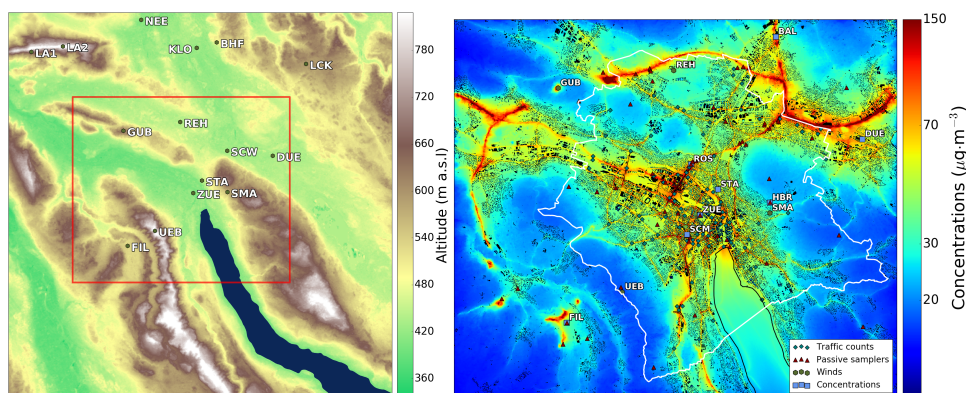 NEE
KLO
BHF
LA1
LA2
LCK
REH
GUB
SCW
DUE
STA
ZUE
SMA
UEB
FIL
780
720
660
600
540
480
420
360
Altitude (m a.s.l)
BAL
REH
GUB
DUE
ROS
STA
HBR
SMA
ZUE
SCM
UEB
FIL
Traffic counts
Passive samplers
Winds
Concentrations
150
70
30
20
Concentrations (μg·m⁻³)